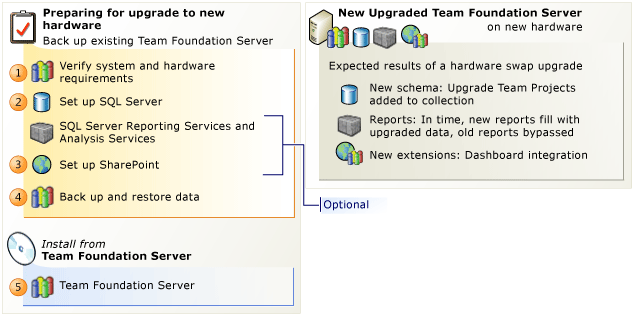 Preparing for upgrade to new
hardware
Back up existing Team Foundation Server
1 Verify system and hardware
requirements
2 Set up SQL Server
SQL Server Reporting Services and
Analysis Services
3 Set up SharePoint
4 Back up and restore data
Optional
Install from
Team Foundation Server
5 Team Foundation Server
New Upgraded Team Foundation Server
on new hardware
Expected results of a hardware swap upgrade
New schema: Upgrade Team Projects
added to collection
Reports: In time, new reports fill with
upgraded data, old reports bypassed
New extensions: Dashboard integration